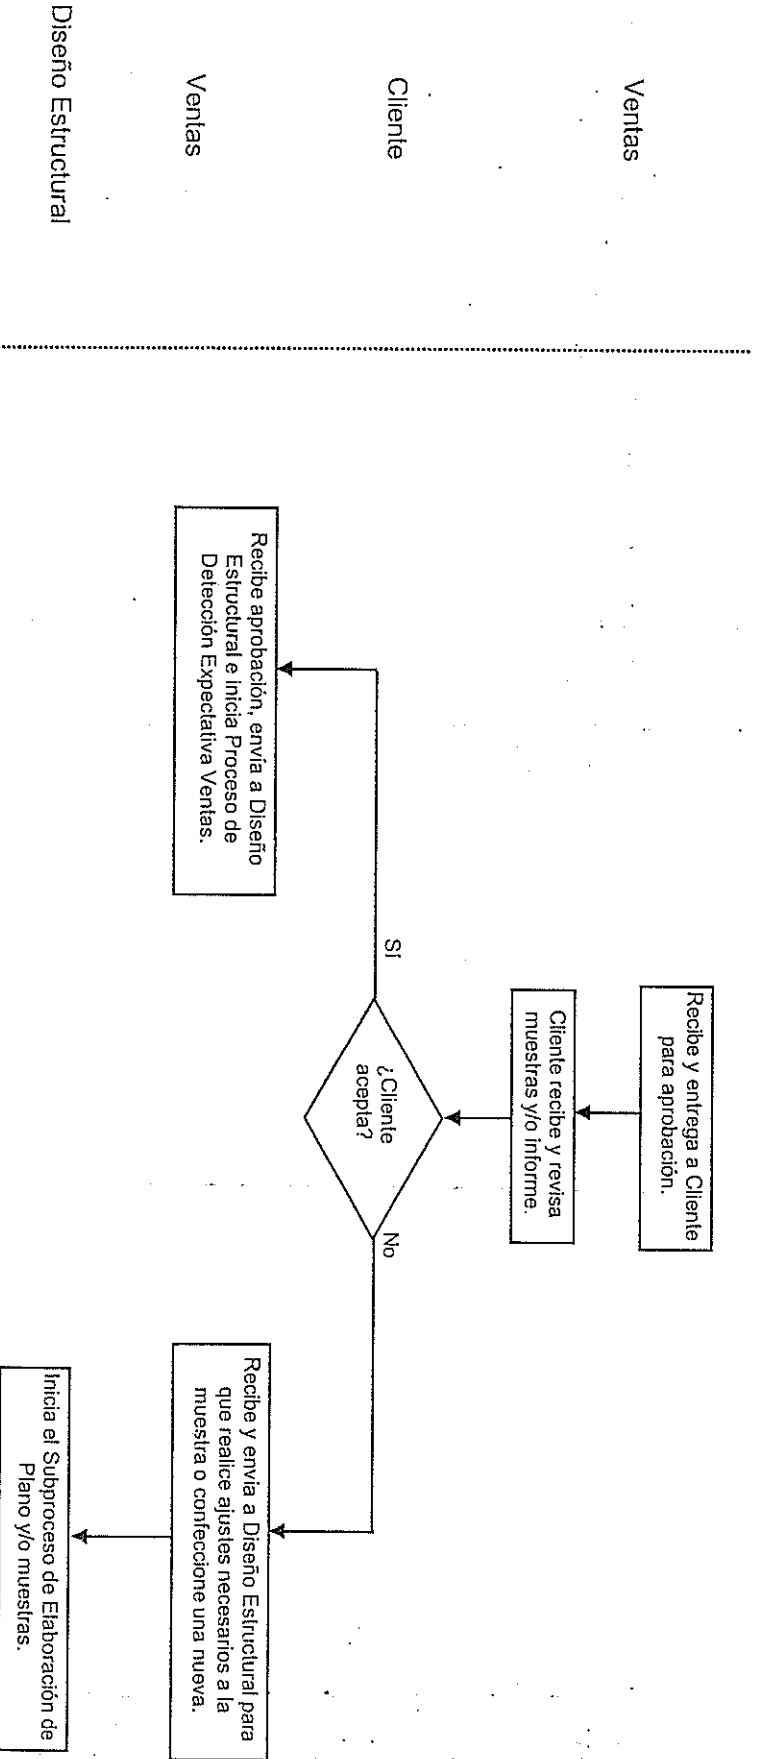 Ventas
Recibe y entrega a Cliente
para aprobación.
Cliente
Cliente recibe y revisa
muestras y/o informe.
¿Cliente
acepta?
Sí
No
Ventas
Recibe aprobación, envía a Diseño
Estructural e inicia Proceso de
Detección Expectativa Ventas.
Recibe y envia a Diseño Estructural para
que realice ajustes necesarios a la
muestra o confeccione una nueva.
Diseño Estructural
Inicia el Subproceso de Elaboración de
Plano y/o muestras.